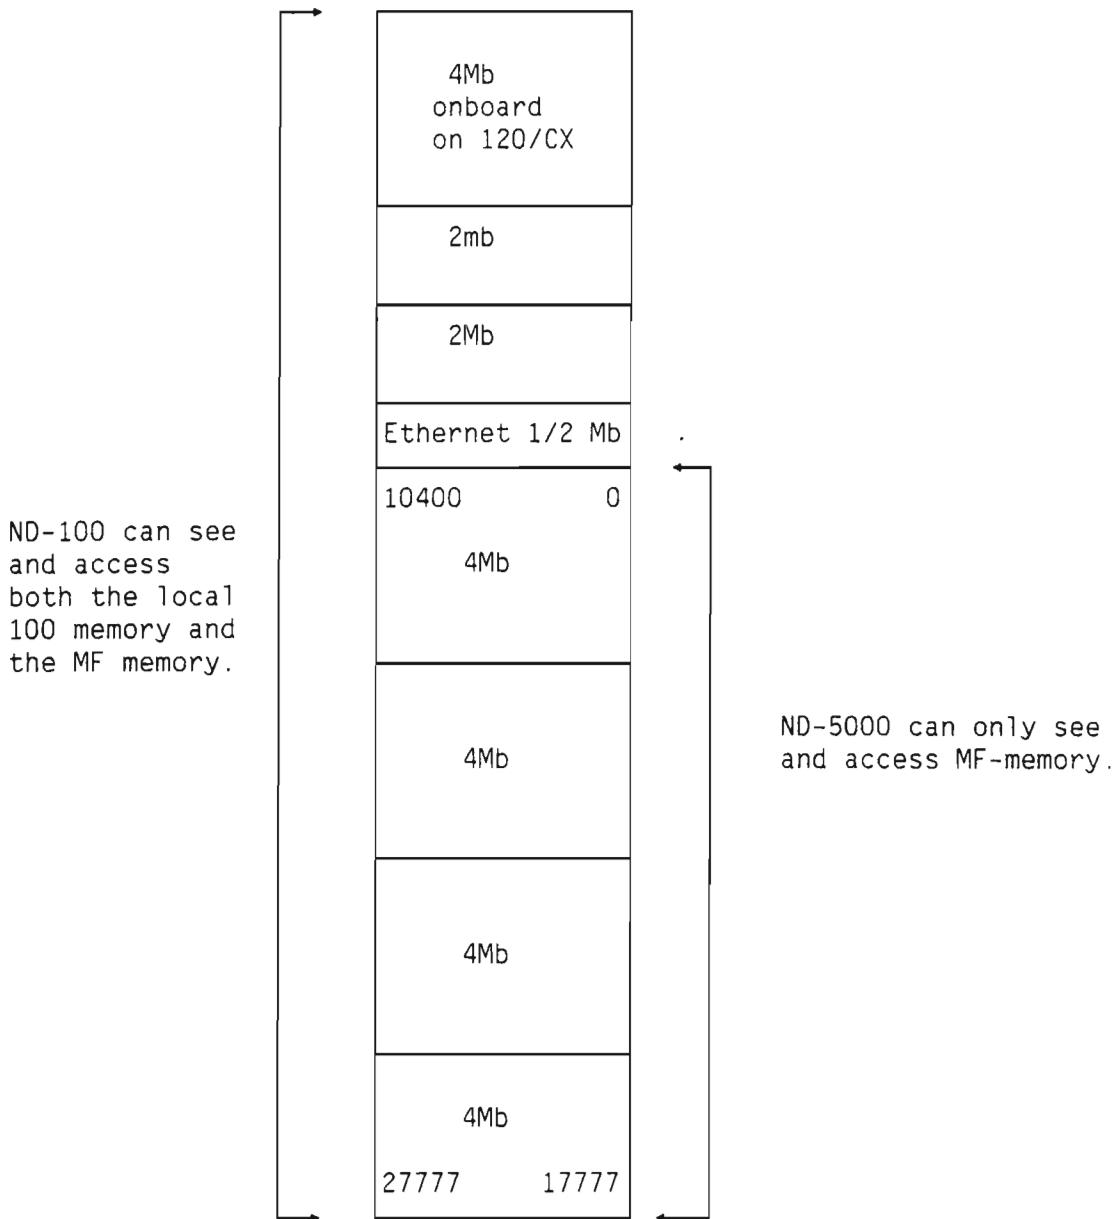 4Mb
onboard
on 120/CX
2mb
2Mb
Ethernet 1/2 Mb
10400 0
4Mb
ND-100 can see
and access
both the local
100 memory and
the MF memory.
4Mb
ND-5000 can only see
and access MF-memory.
4Mb
4Mb
27777 17777